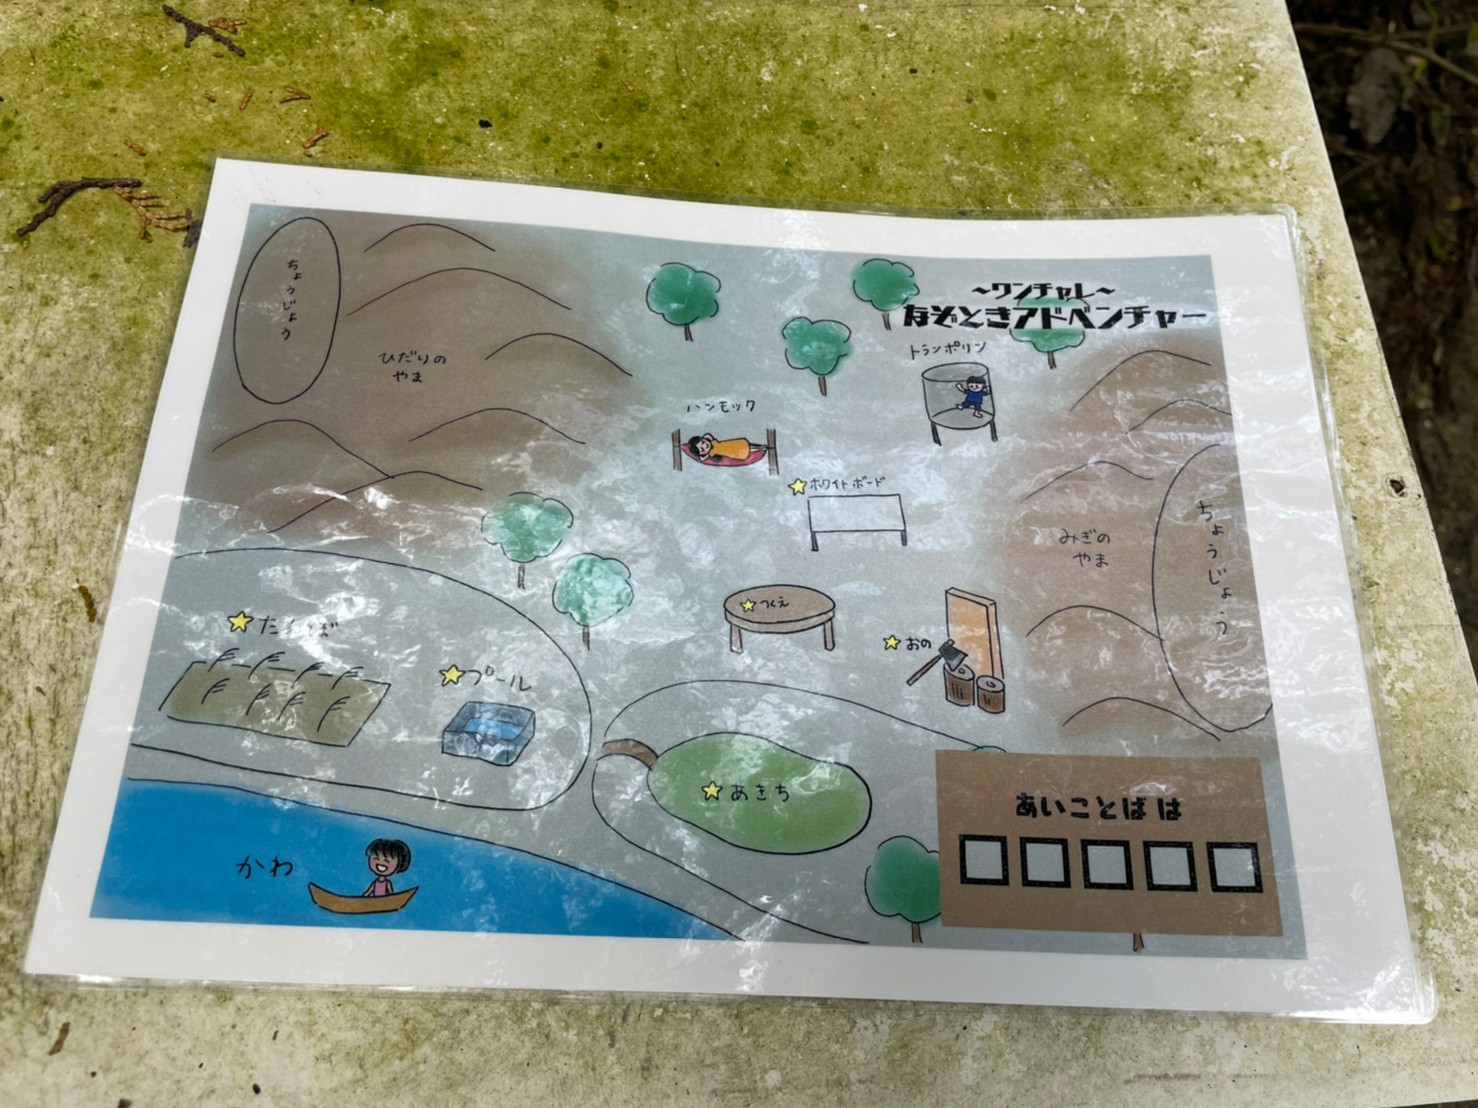 〜ワンチャレ〜
なぞときアドベンチャー
ちょうじょう
ひだりの
やま
トランポリン
ハンモック
ホワイトボード
ちょうじょう
みぎの
やま
つくえ
おの
プール
あきち
かわ
あいことばは